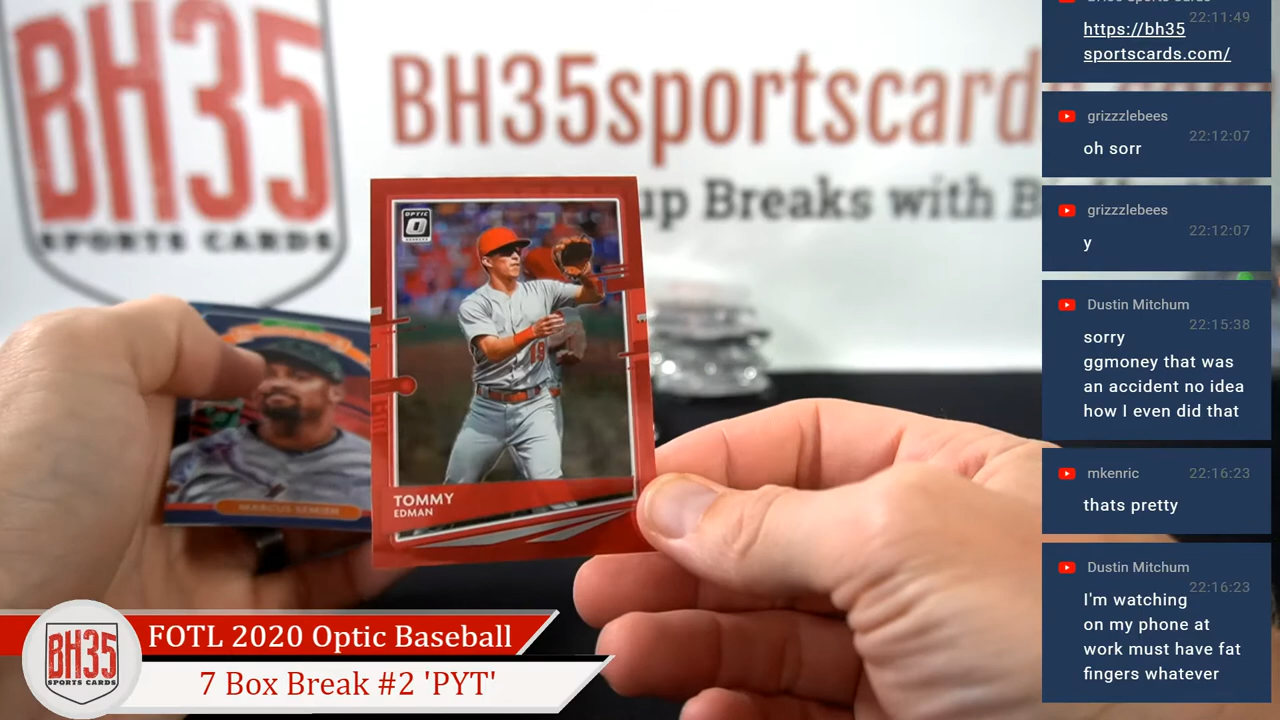 BH35
SPORTS CARDS
BH35sportscard
up Breaks with B
OPTIC
TOMMY
EDMAN
19
MARCUS SEMIEN
FOTL 2020 Optic Baseball
7 Box Break #2 'PYT'
BH35
SPORTS CARDS
22:11:49
https://bh35
sportscards.com/
grizzzlebees
22:12:07
oh sorr
grizzzlebees
22:12:07
y
Dustin Mitchum
22:15:38
sorry
ggmoney that was
an accident no idea
how I even did that
mkenric
22:16:23
thats pretty
Dustin Mitchum
22:16:23
I'm watching
on my phone at
work must have fat
fingers whatever